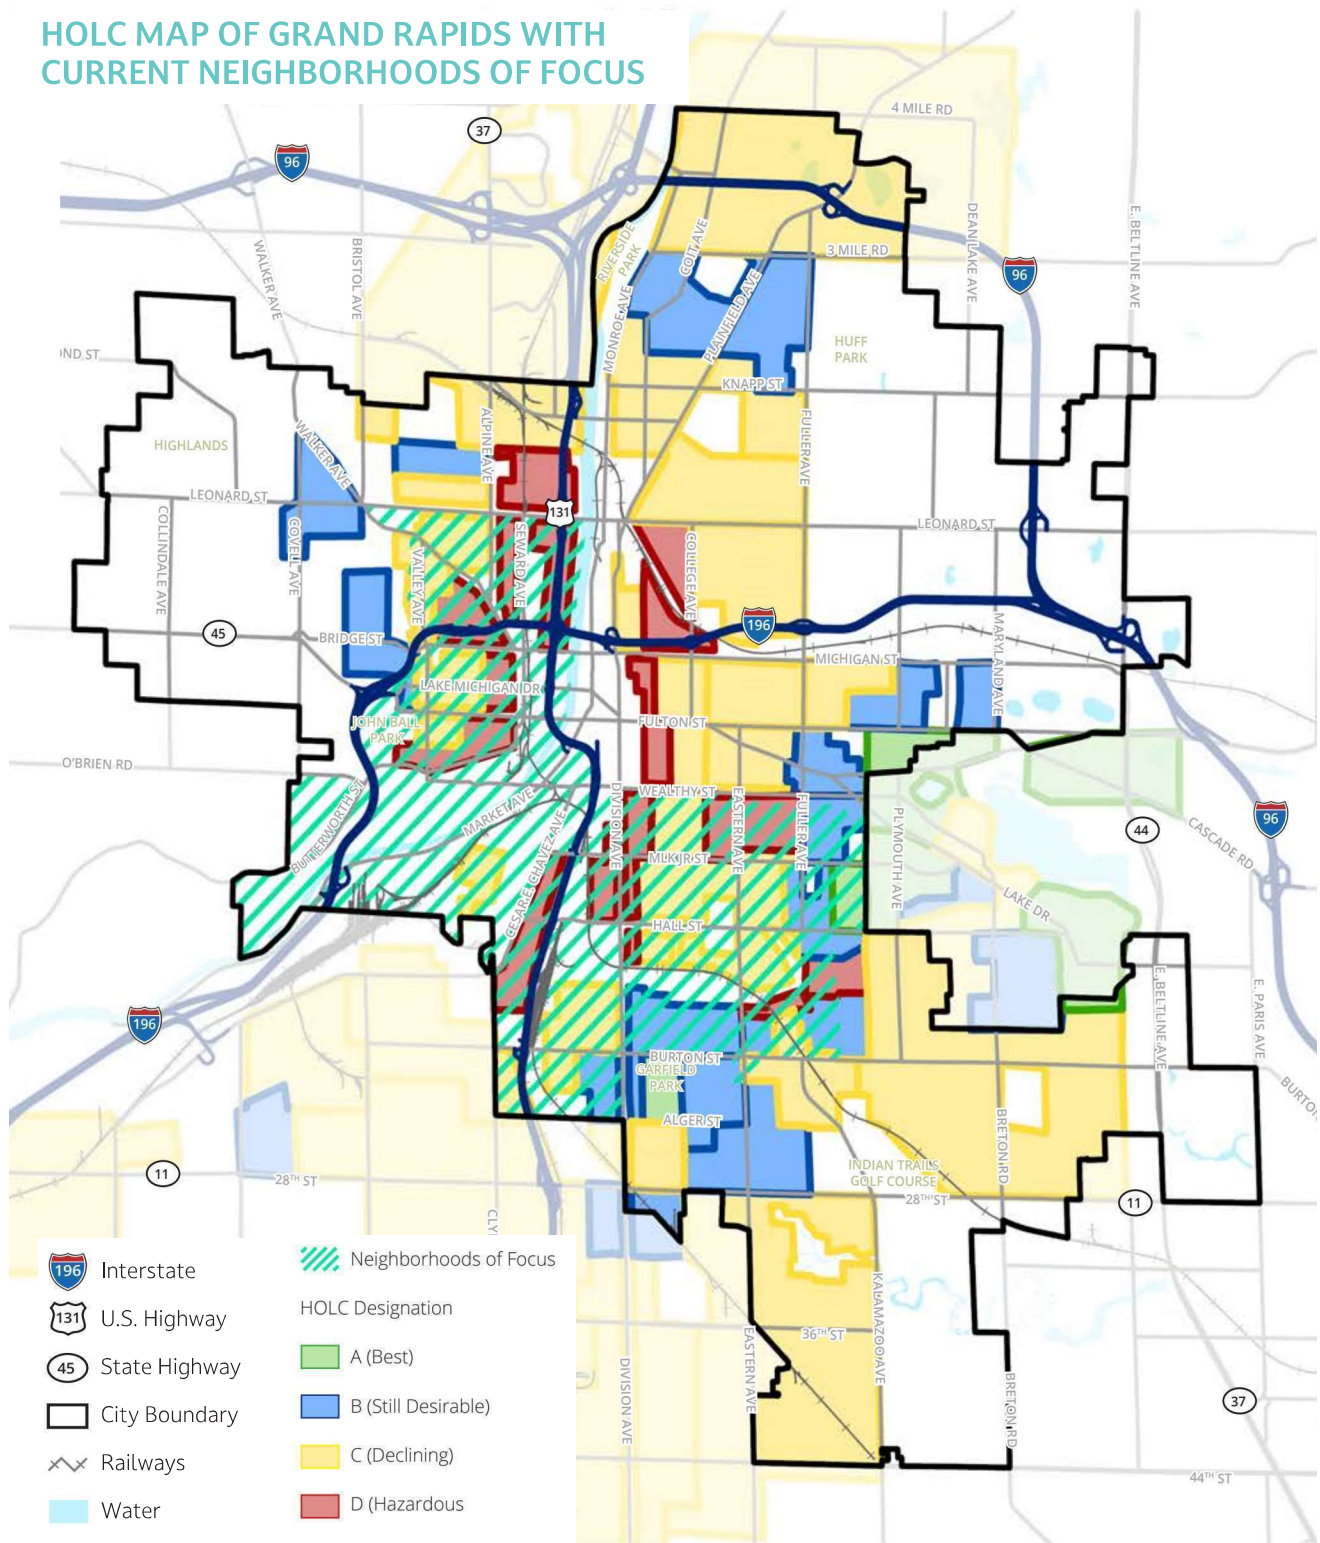 HOLC MAP OF GRAND RAPIDS WITH
CURRENT NEIGHBORHOODS OF FOCUS
4 MILE RD
37
96
DEAN LAKE AVE
E. BELTLINE AVE
WALKER AVE
BRISTOL AVE
RIVERSIDE
PARK
COIT AVE
3 MILE RD
96
MONROE AVE
PLAINFIELD AVE
HUFF
PARK
OND ST
KNAPP ST
HIGHLANDS
WALKER AVE
ALPINE AVE
FULLER AVE
LEONARD ST
131
LEONARD ST
COLLINDALE AVE
COVELL AVE
VALLEY AVE
SEWARD AVE
COLLEGE AVE
45
BRIDGE ST
196
MICHIGAN ST
MARYLAND AVE
LAKE MICHIGAN DR
JOHN BALL
PARK
FULTON ST
O'BRIEN RD
WEALTHY ST
BUTTERWORTH ST
MARKET AVE
CESAR E. CHAVEZ AVE
DIVISION AVE
EASTERN AVE
FULLER AVE
PLYMOUTH AVE
44
96
CASCADE RD
MLK JR ST
LAKE DR
HALL ST
E. BELTLINE AVE
E. PARIS AVE
196
BURTON ST
GARFIELD
PARK
BURTO
ALGER ST
BRETON RD
11
28TH ST
INDIAN TRAILS
GOLF COURSE
28TH ST
11
CLY
KALAMAZOO AVE
36TH ST
EASTERN AVE
DIVISION AVE
BRETON RD
37
44TH ST
196
Interstate
131
U.S. Highway
45
State Highway
City Boundary
Railways
Water
Neighborhoods of Focus
HOLC Designation
A (Best)
B (Still Desirable)
C (Declining)
D (Hazardous